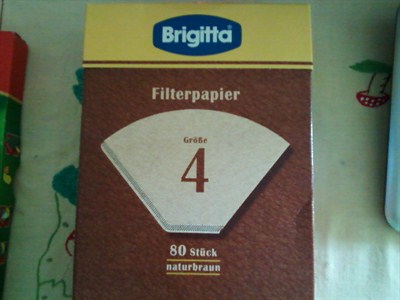 Brigitta
Filterpapier
Größe
4
80 Stück
naturbraun